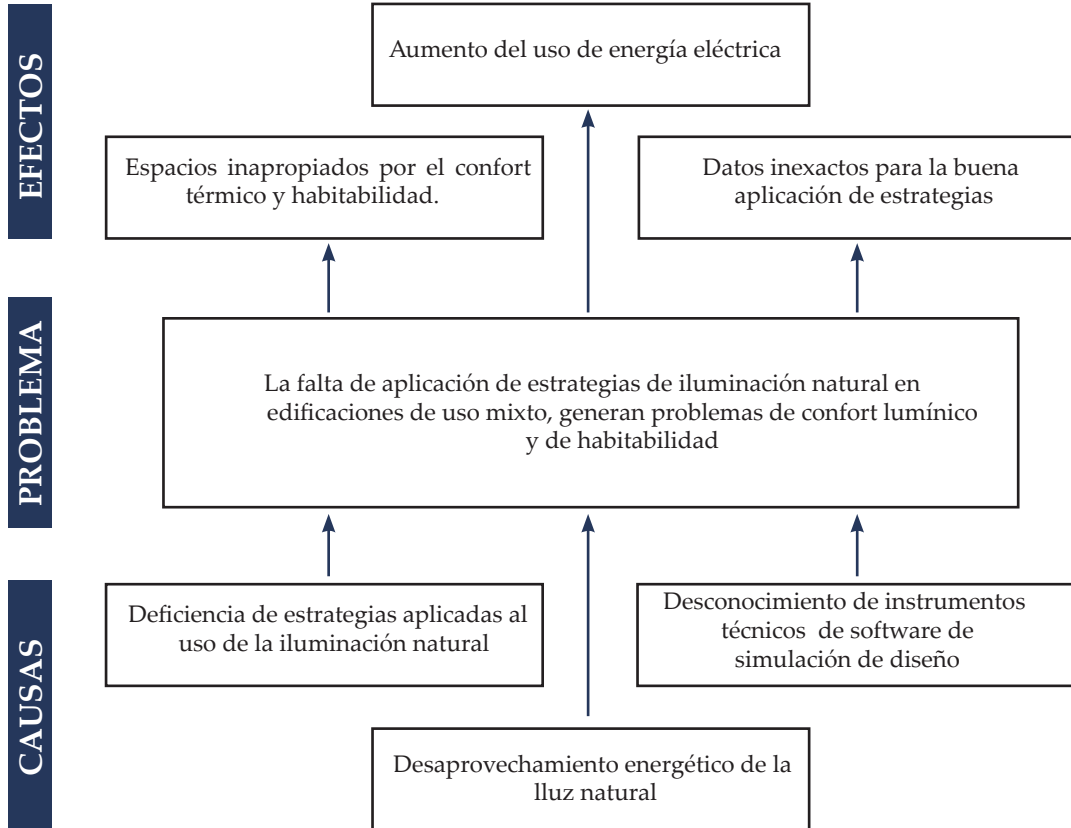 EFECTOS
Aumento del uso de energía eléctrica
Espacios inapropiados por el confort
térmico y habitabilidad.
Datos inexactos para la buena
aplicación de estrategias
PROBLEMA
La falta de aplicación de estrategias de iluminación natural en
edificaciones de uso mixto, generan problemas de confort lumínico
y de habitabilidad
CAUSAS
Deficiencia de estrategias aplicadas al
uso de la iluminación natural
Desconocimiento de instrumentos
técnicos de software de
simulación de diseño
Desaprovechamiento energético de la
lluz natural